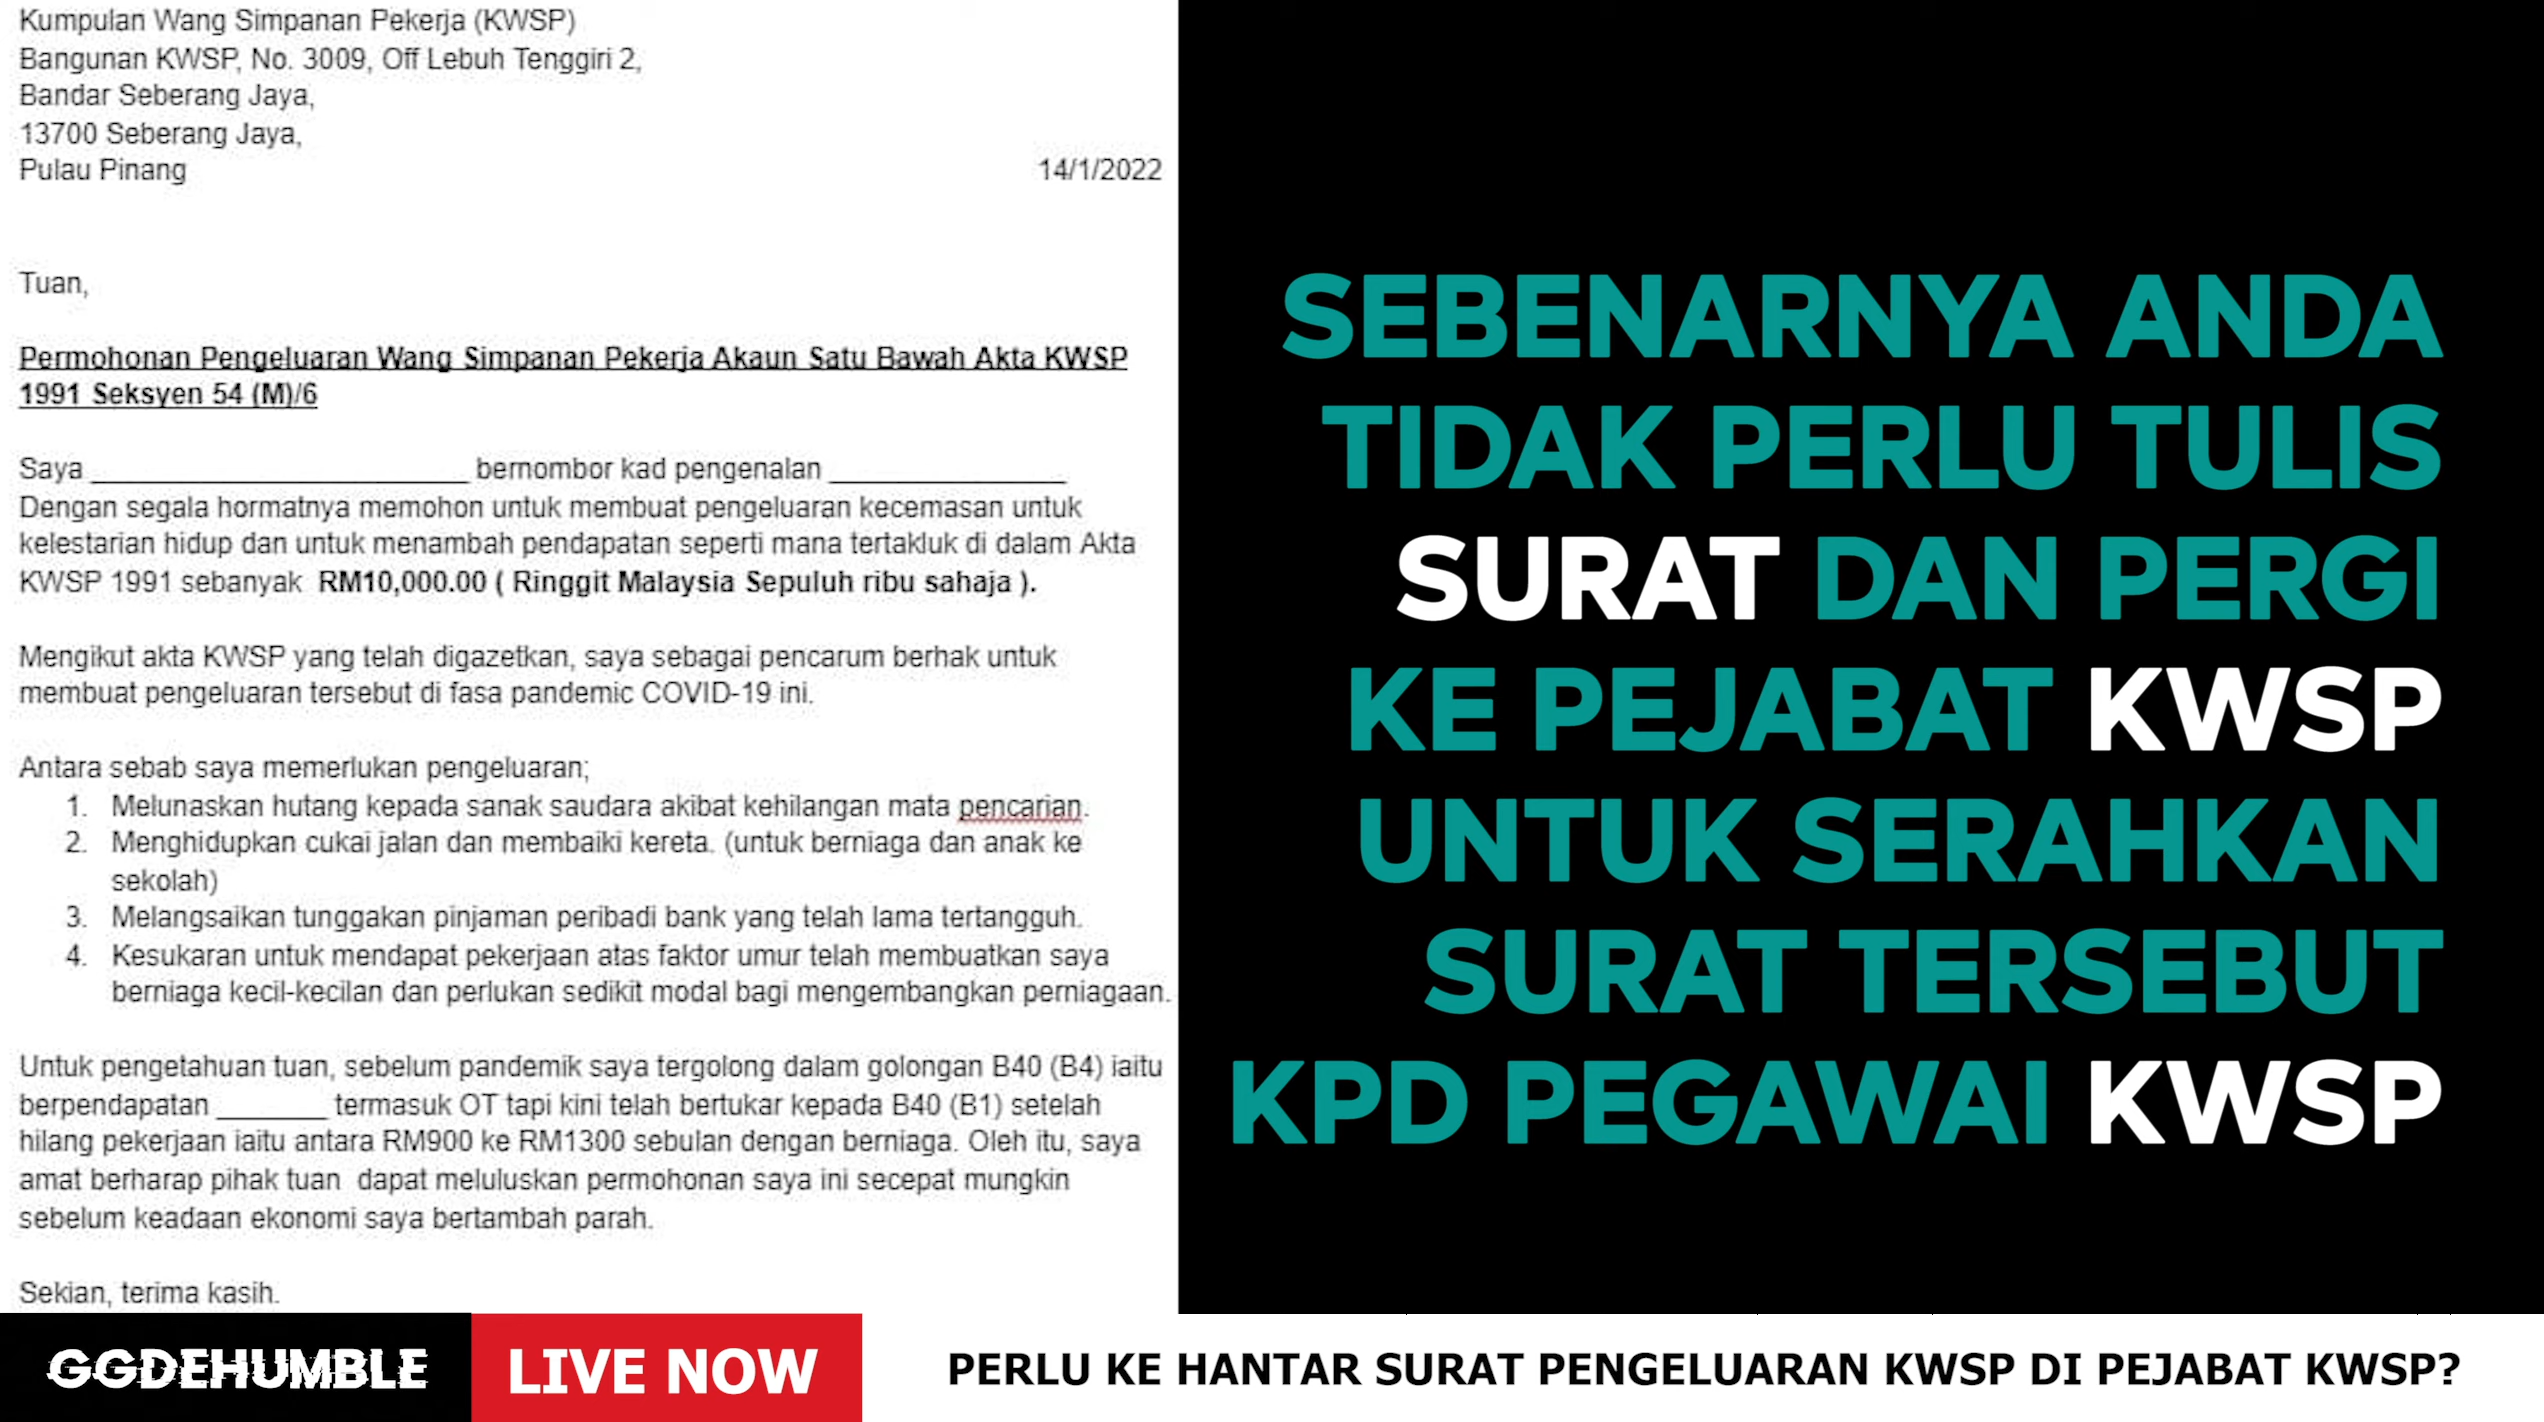 Kumpulan Wang Simpanan Pekerja (KWSP)
Bangunan KWSP, No. 3009, Off Lebuh Tenggiri 2,
Bandar Seberang Jaya,
13700 Seberang Jaya,
Pulau Pinang
14/1/2022
Tuan,
Permohonan Pengeluaran Wang Simpanan Pekerja Akaun Satu Bawah Akta KWSP
1991 Seksyen 54 (M)/6
Saya ________________________ bernombor kad pengenalan _______________
Dengan segala hormatnya memohon untuk membuat pengeluaran kecemasan untuk
kelestarian hidup dan untuk menambah pendapatan seperti mana tertakluk di dalam Akta
KWSP 1991 sebanyak RM10,000.00 ( Ringgit Malaysia Sepuluh ribu sahaja ).
Mengikut akta KWSP yang telah digazetkan, saya sebagai pencarum berhak untuk
membuat pengeluaran tersebut di fasa pandemic COVID-19 ini.
Antara sebab saya memerlukan pengeluaran;
1. Melunaskan hutang kepada sanak saudara akibat kehilangan mata pencarian.
2. Menghidupkan cukai jalan dan membaiki kereta. (untuk berniaga dan anak ke
sekolah)
3. Melangsaikan tunggakan pinjaman peribadi bank yang telah lama tertangguh.
4. Kesukaran untuk mendapat pekerjaan atas faktor umur telah membuatkan saya
berniaga kecil-kecilan dan perlukan sedikit modal bagi mengembangkan perniagaan.
Untuk pengetahuan tuan, sebelum pandemik saya tergolong dalam golongan B40 (B4) iaitu
berpendapatan _______ termasuk OT tapi kini telah bertukar kepada B40 (B1) setelah
hilang pekerjaan iaitu antara RM900 ke RM1300 sebulan dengan berniaga. Oleh itu, saya
amat berharap pihak tuan dapat meluluskan permohonan saya ini secepat mungkin
sebelum keadaan ekonomi saya bertambah parah.
Sekian, terima kasih.
SEBENARNYA ANDA
TIDAK PERLU TULIS
SURAT DAN PERGI
KE PEJABAT KWSP
UNTUK SERAHKAN
SURAT TERSEBUT
KPD PEGAWAI KWSP
GGDEHUMBLE
LIVE NOW
PERLU KE HANTAR SURAT PENGELUARAN KWSP DI PEJABAT KWSP?